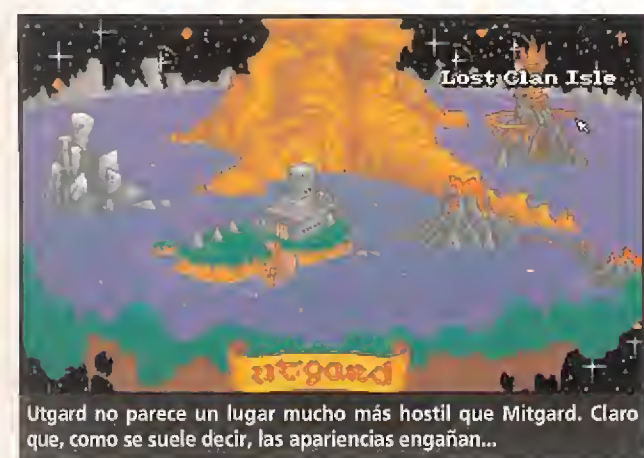 Lost Clan Isle
utgard
Utgard no parece un lugar mucho más hostil que Mitgard. Claro
que, como se suele decir, las apariencias engañan...